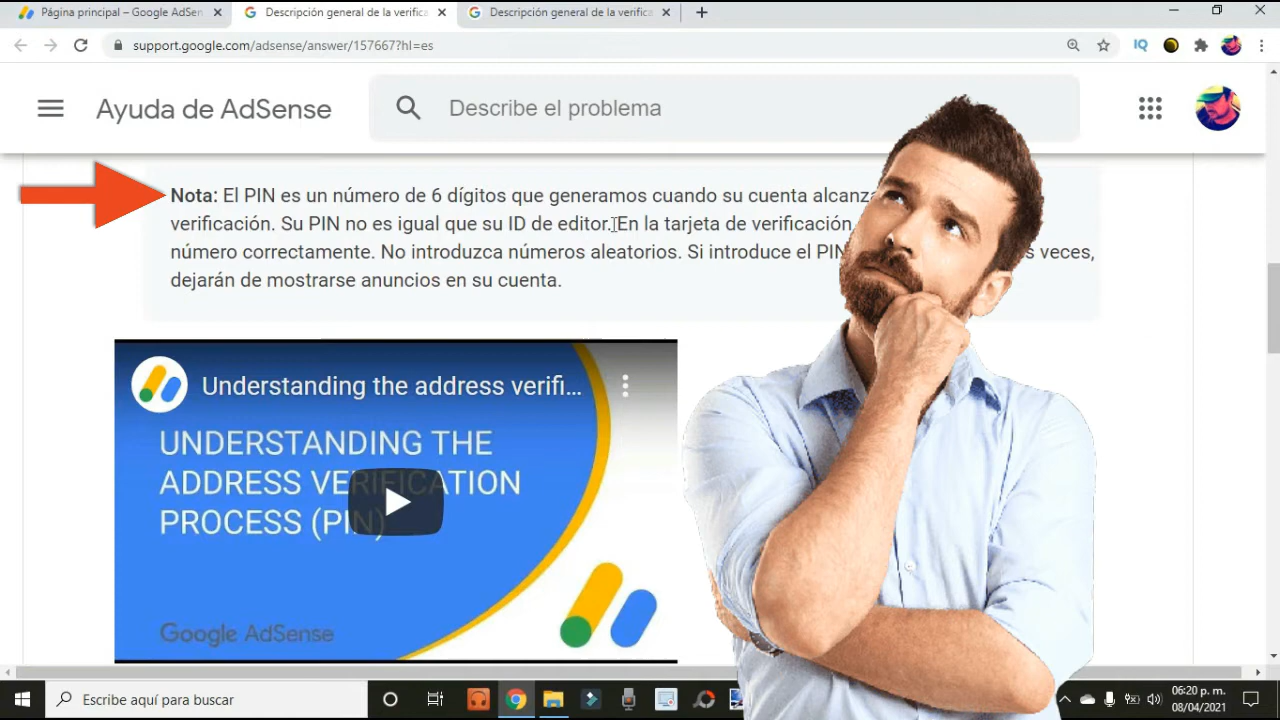 Página principal – Google AdSen
Descripción general de la verifica
Descripción general de la verifica
support.google.com/adsense/answer/157667?hl=es
IQ
Ayuda de AdSense
Describe el problema
Nota: El PIN es un número de 6 dígitos que generamos cuando su cuenta
verificación. Su PIN no es igual que su ID de editor. En la tarjeta de verificación,
número correctamente. No introduzca números aleatorios. Si introduce el PIN veces,
dejarán de mostrarse anuncios en su cuenta.
Understanding the address verifi...
UNDERSTANDING THE
ADDRESS VERIFICATION
PROCESS (PIN)
Google AdSense
Escribe aquí para buscar
06:20 p. m.
08/04/2021